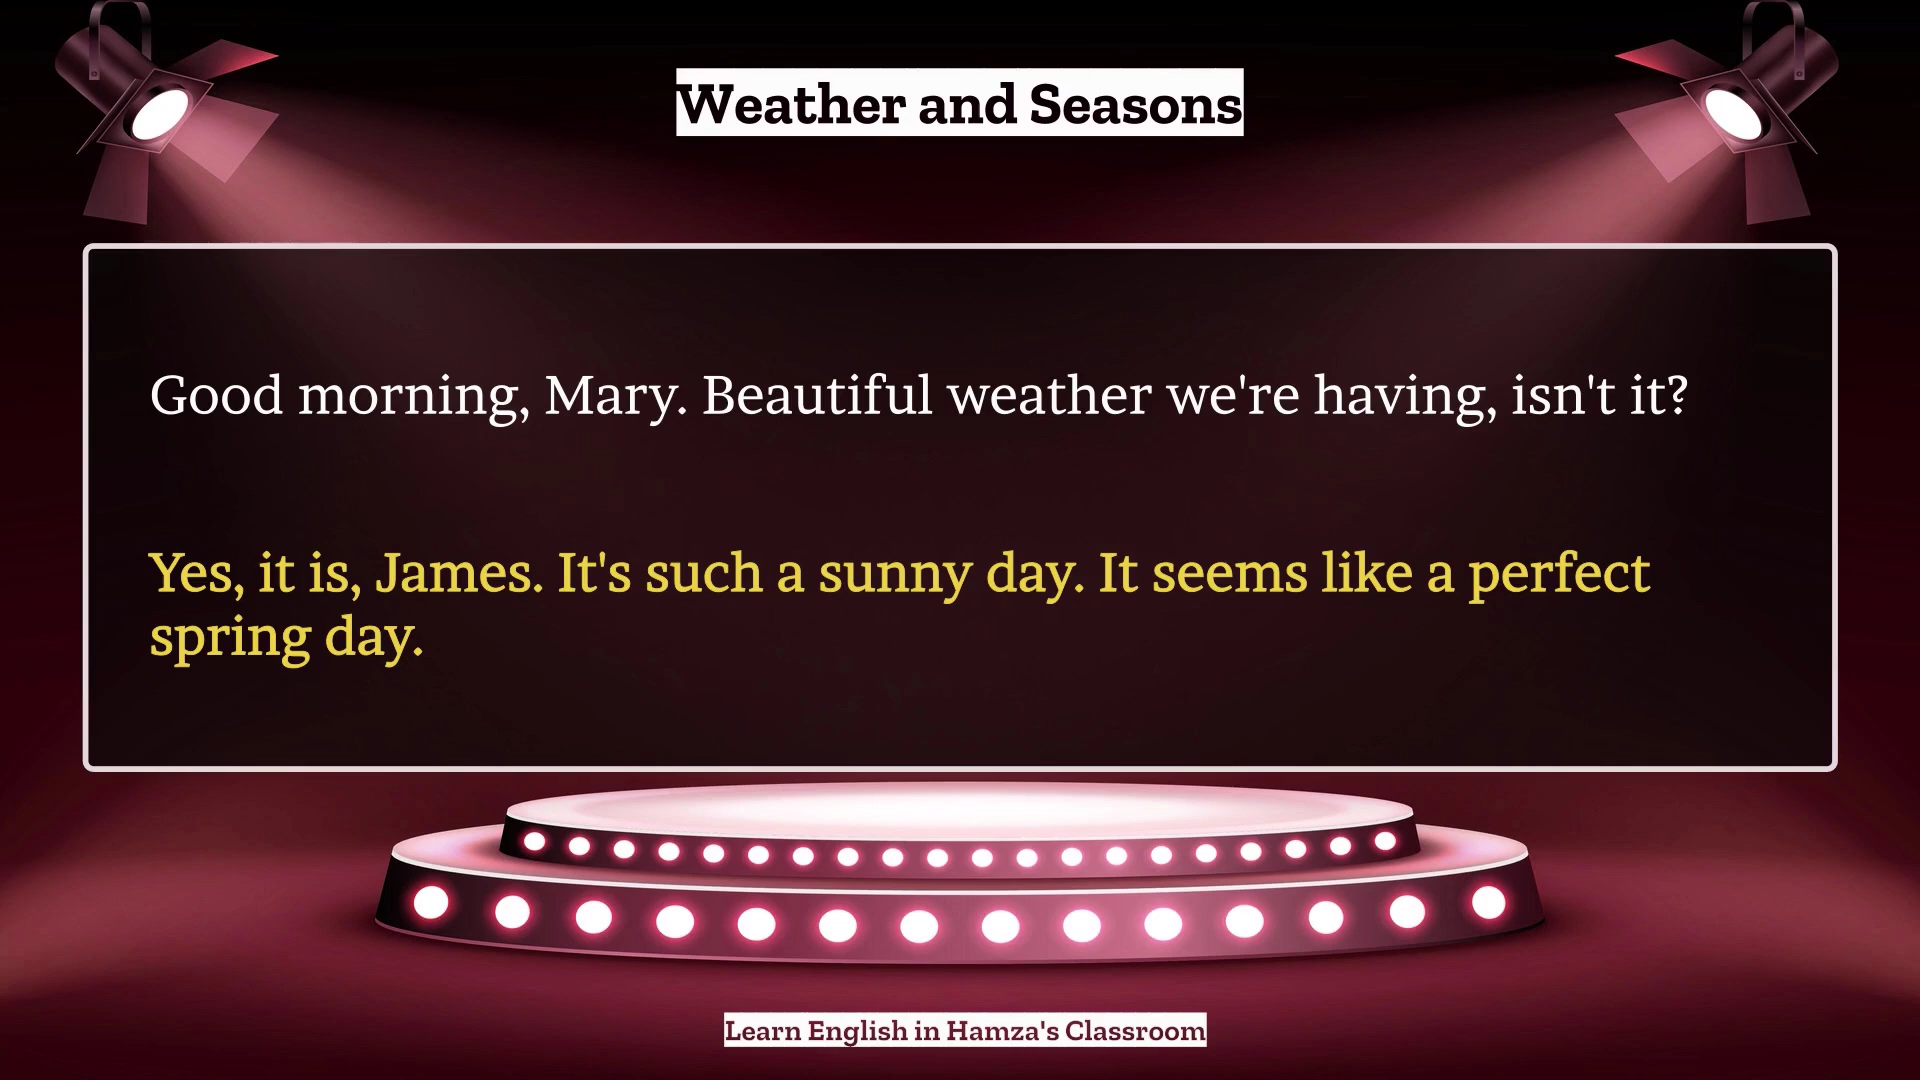 Weather and Seasons
Good morning, Mary. Beautiful weather we're having, isn't it?
Yes, it is, James. It's such a sunny day. It seems like a perfect
spring day.
Learn English in Hamza's Classroom